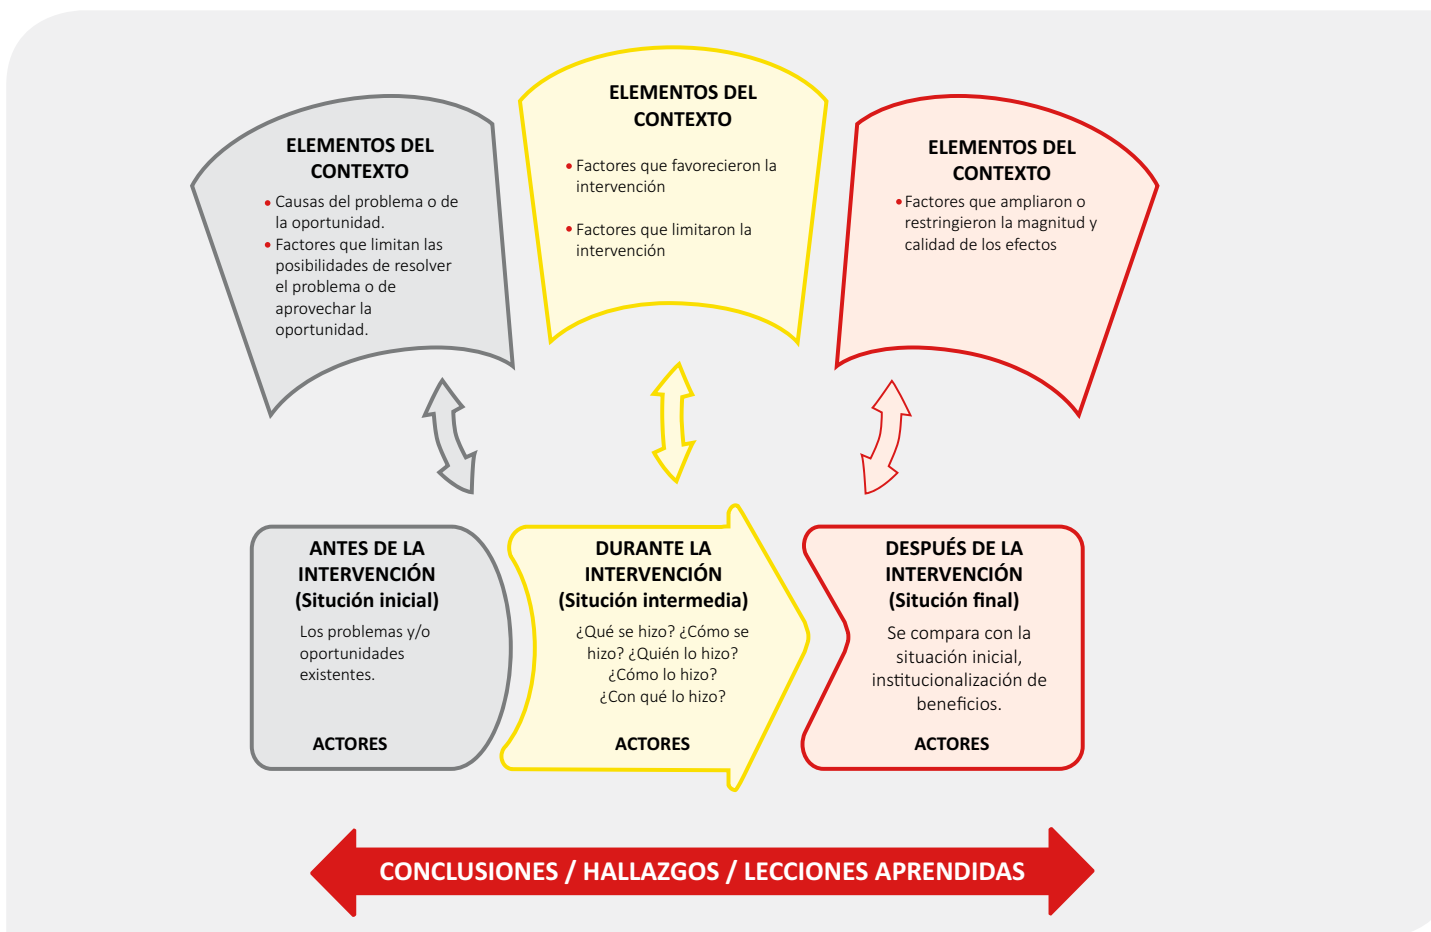 ELEMENTOS DEL
CONTEXTO
• Causas del problema o de
la oportunidad.
• Factores que limitan las
posibilidades de resolver
el problema o de
aprovechar la
oportunidad.
ELEMENTOS DEL
CONTEXTO
• Factores que favorecieron la
intervención
• Factores que limitaron la
intervención
ELEMENTOS DEL
CONTEXTO
• Factores que ampliaron o
restringieron la magnitud y
calidad de los efectos
ANTES DE LA
INTERVENCIÓN
(Situción inicial)
Los problemas y/o
oportunidades
existentes.
ACTORES
DURANTE LA
INTERVENCIÓN
(Situción intermedia)
¿Qué se hizo? ¿Cómo se
hizo? ¿Quién lo hizo?
¿Cómo lo hizo?
¿Con qué lo hizo?
ACTORES
DESPUÉS DE LA
INTERVENCIÓN
(Situción final)
Se compara con la
situación inicial,
institucionalización de
beneficios.
ACTORES
CONCLUSIONES / HALLAZGOS / LECCIONES APRENDIDAS